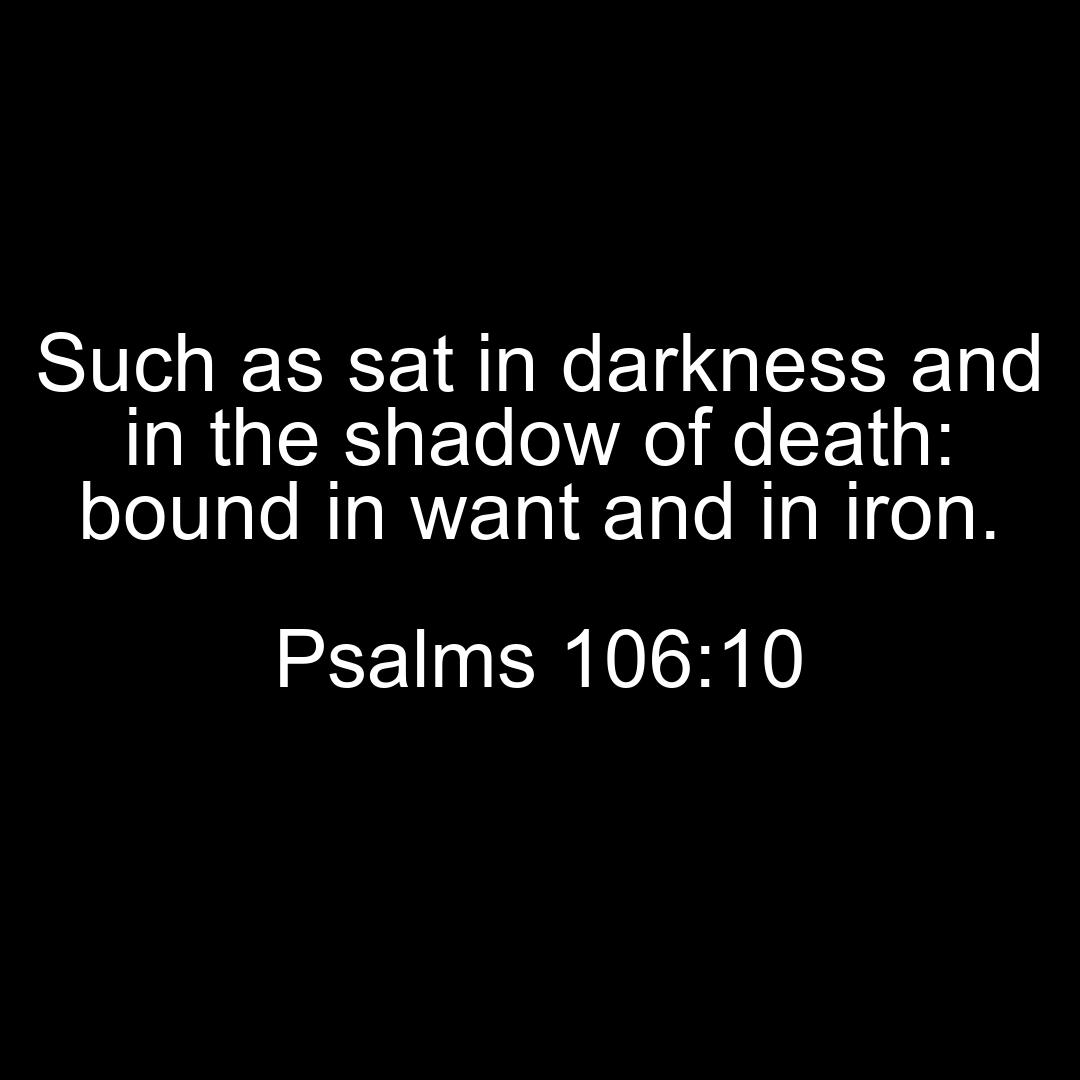 Such as sat in darkness and
in the shadow of death:
bound in want and in iron.
Psalms 106:10